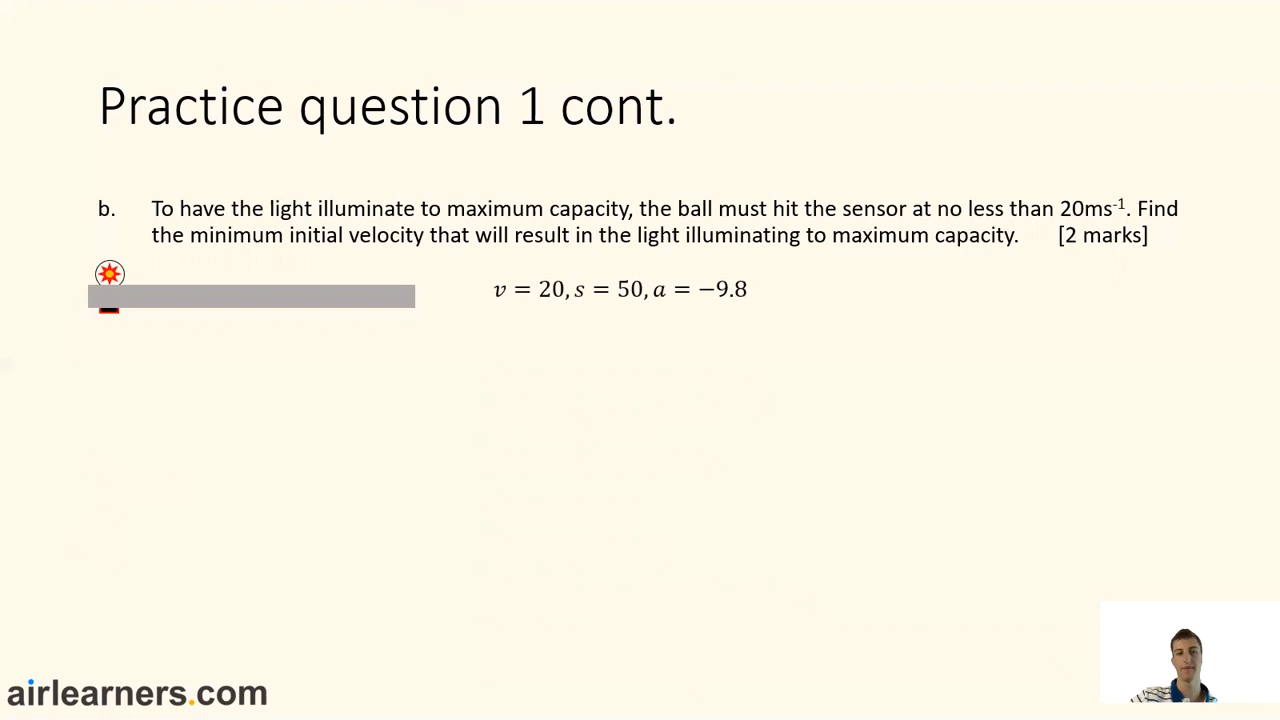 Practice question 1 cont.
b. To have the light illuminate to maximum capacity, the ball must hit the sensor at no less than 20ms⁻¹. Find
the minimum initial velocity that will result in the light illuminating to maximum capacity. [2 marks]
v = 20, s = 50, a = −9.8
airlearners.com